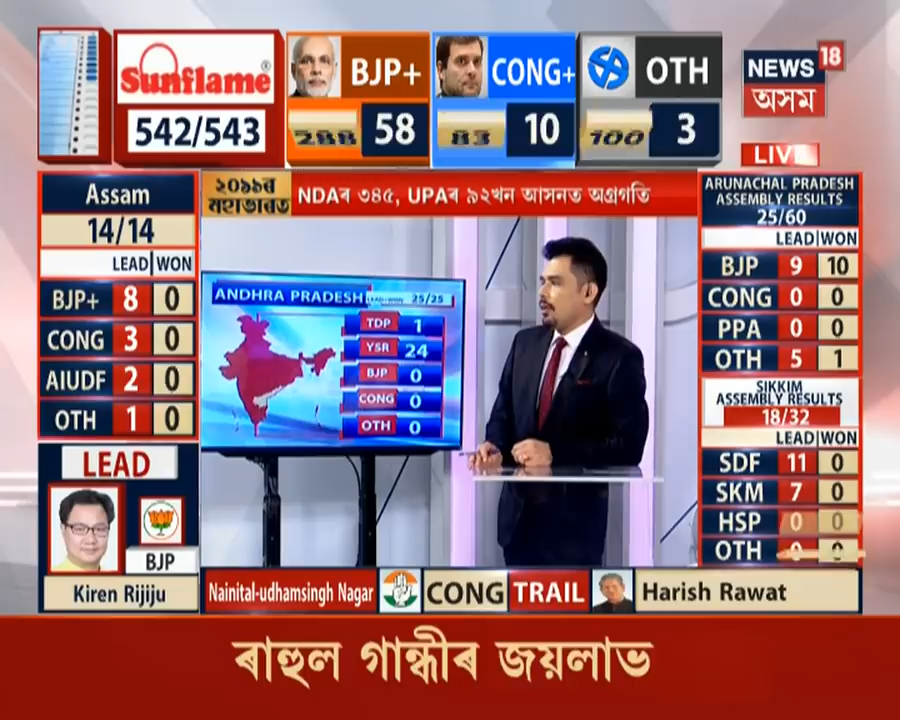 Sunflame®
542/543
BJP+
288 58
CONG+
83 10
OTH
100 3
NEWS 18
অসম
LIVE
Assam
14/14
LEAD WON
BJP+ 8 0
CONG 3 0
AIUDF 2 0
OTH 1 0
LEAD
BJP
Kiren Rijiju
২০১৯ৰ
মহাভাৰত
NDAৰ ৩৪৫, UPAৰ ৯২খন আসনত অগ্ৰগতি
ANDHRA PRADESH 25/25
TDP 1
YSR 24
BJP 0
CONG 0
OTH 0
ARUNACHAL PRADESH
ASSEMBLY RESULTS
25/60
LEAD WON
BJP 9 10
CONG 0 0
PPA 0 0
OTH 5 1
SIKKIM
ASSEMBLY RESULTS
18/32
LEAD WON
SDF 11 0
SKM 7 0
HSP 0 0
OTH 0 0
Nainital-udhamsingh Nagar CONG TRAIL Harish Rawat
ৰাহুল গান্ধীৰ জয়লাভ